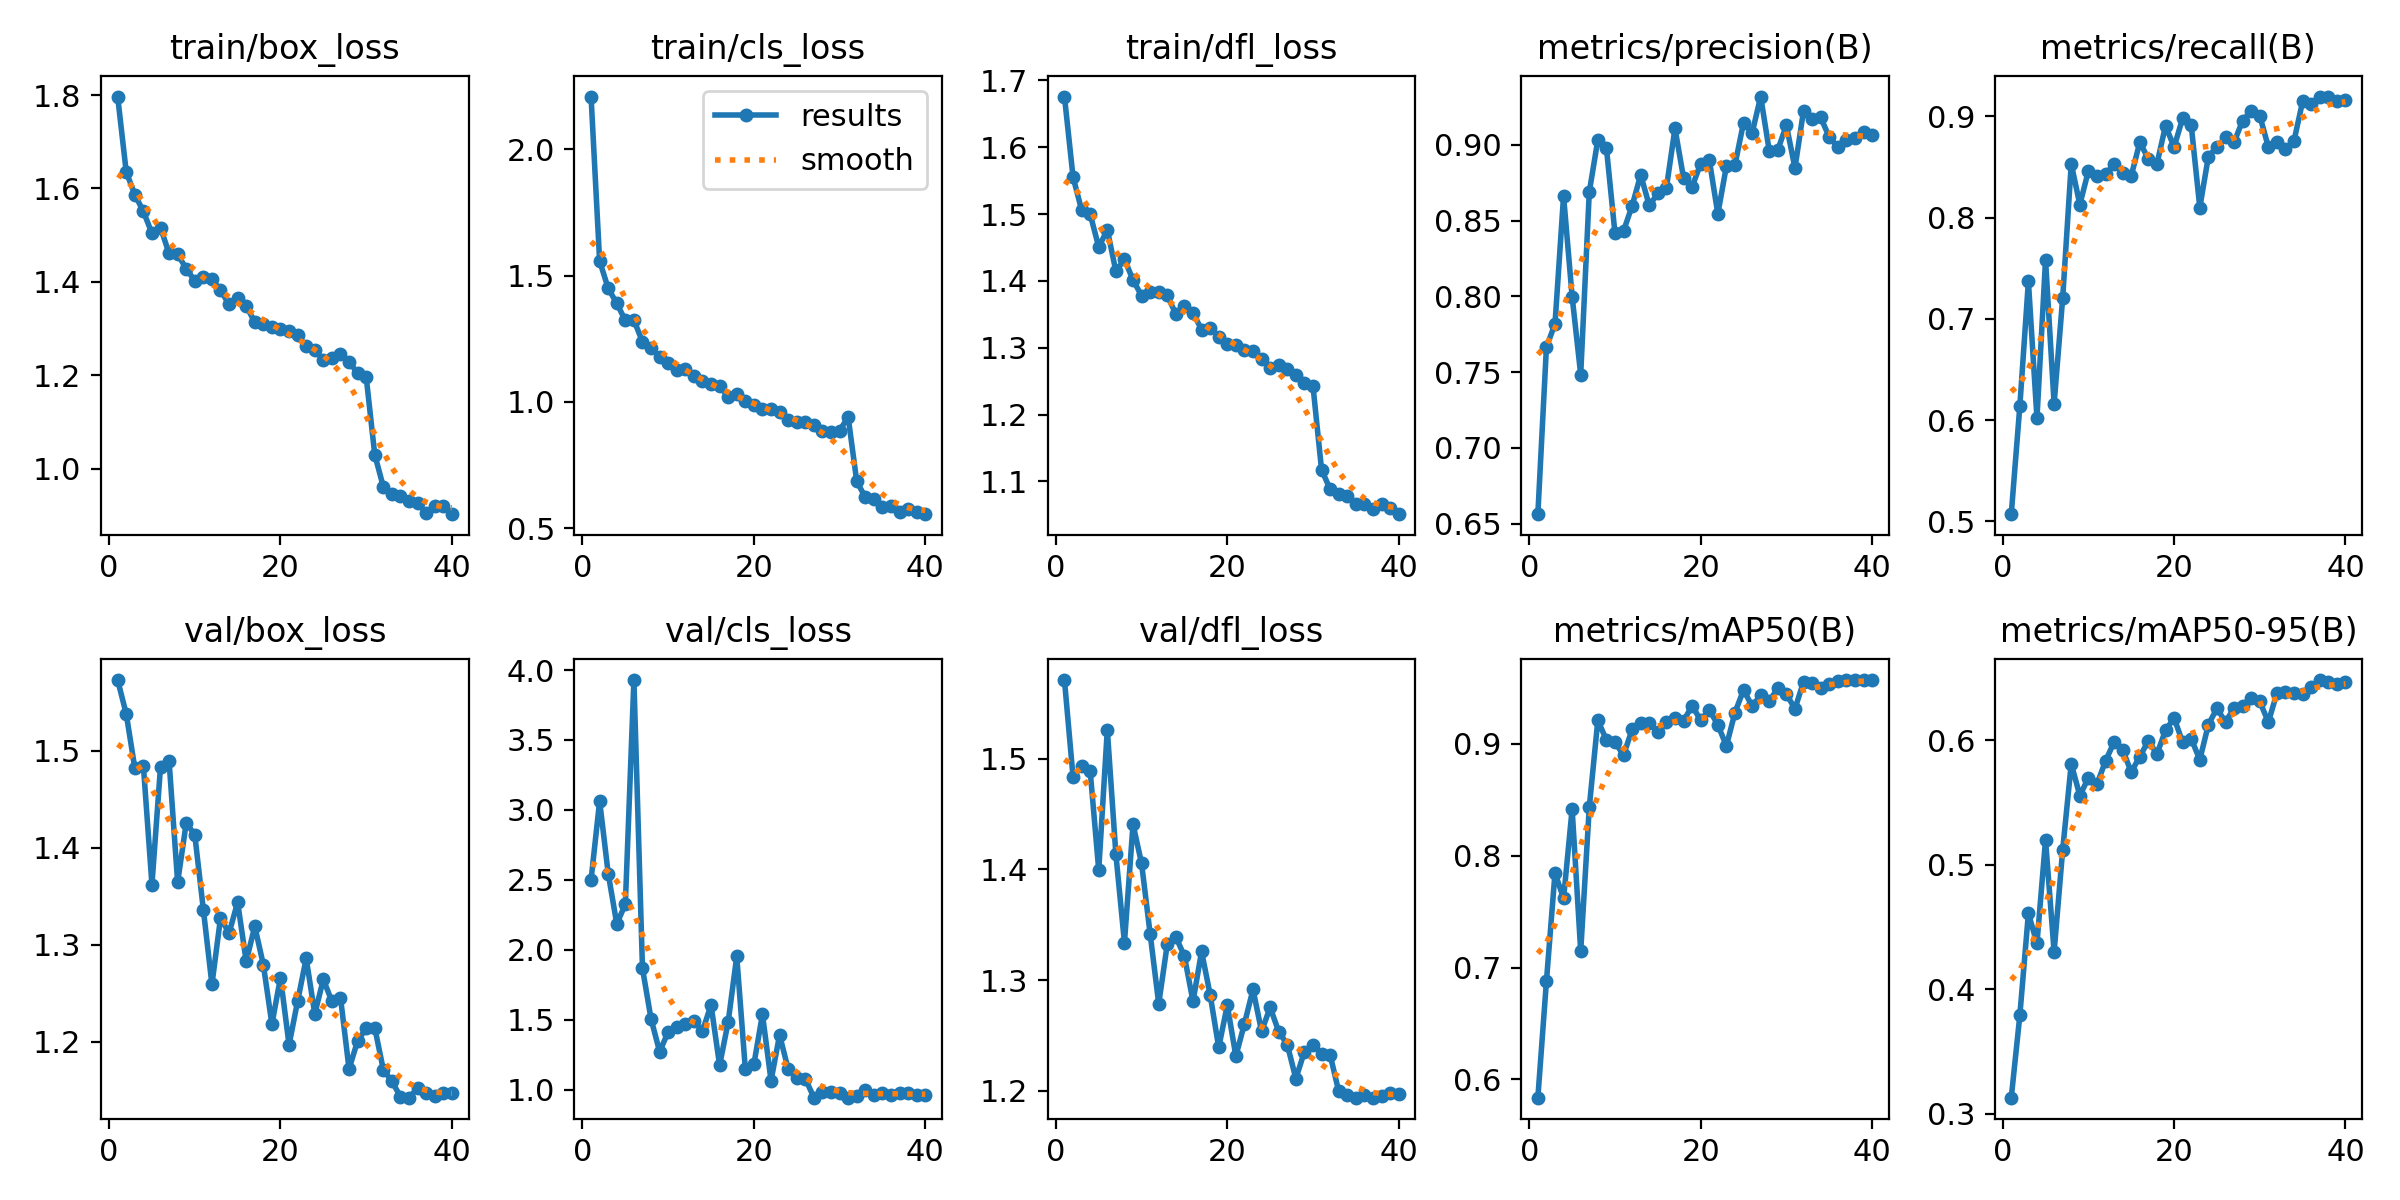 train/box_loss
1.8
1.6
1.4
1.2
1.0
0 20 40
train/cls_loss
results
smooth
2.0
1.5
1.0
0.5
0 20 40
train/dfl_loss
1.7
1.6
1.5
1.4
1.3
1.2
1.1
0 20 40
metrics/precision(B)
0.90
0.85
0.80
0.75
0.70
0.65
0 20 40
metrics/recall(B)
0.9
0.8
0.7
0.6
0.5
0 20 40
val/box_loss
1.5
1.4
1.3
1.2
0 20 40
val/cls_loss
4.0
3.5
3.0
2.5
2.0
1.5
1.0
0 20 40
val/dfl_loss
1.5
1.4
1.3
1.2
0 20 40
metrics/mAP50(B)
0.9
0.8
0.7
0.6
0 20 40
metrics/mAP50-95(B)
0.6
0.5
0.4
0.3
0 20 40